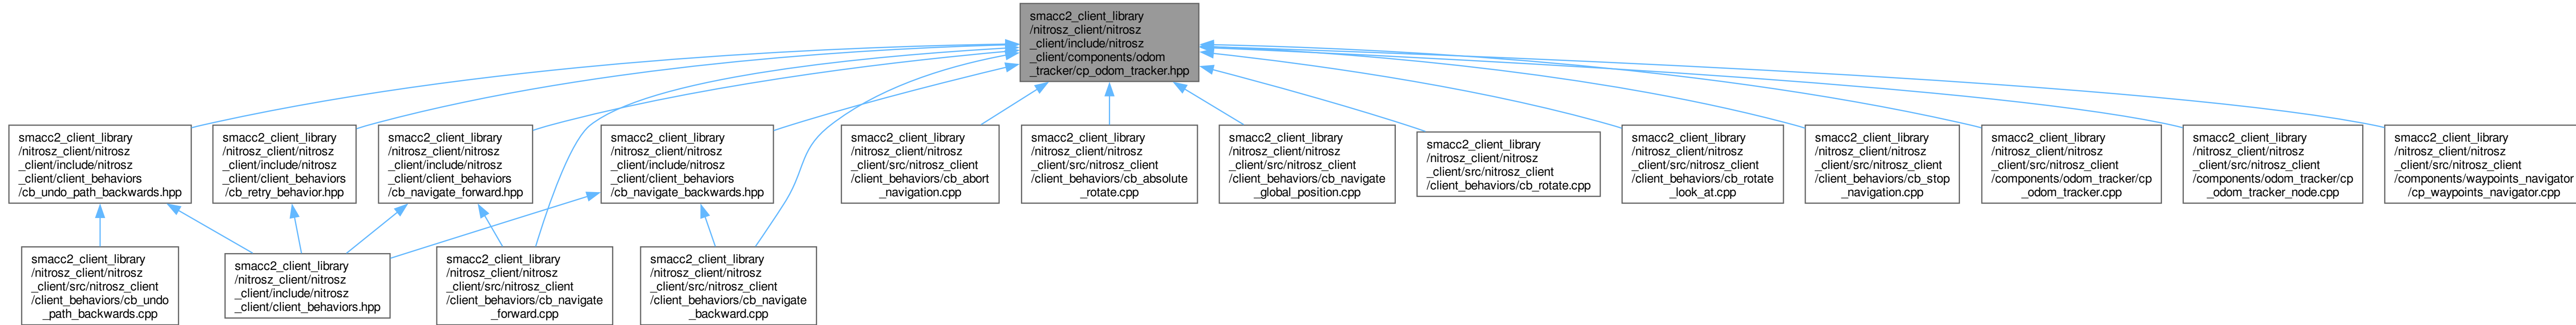 smacc2_client_library
/nitrosz_client/nitrosz
_client/include/nitrosz
_client/components/odom
_tracker/cp_odom_tracker.hpp
smacc2_client_library
/nitrosz_client/nitrosz
_client/include/nitrosz
_client/client_behaviors
/cb_undo_path_backwards.hpp
smacc2_client_library
/nitrosz_client/nitrosz
_client/include/nitrosz
_client/client_behaviors
/cb_retry_behavior.hpp
smacc2_client_library
/nitrosz_client/nitrosz
_client/include/nitrosz
_client/client_behaviors
/cb_navigate_forward.hpp
smacc2_client_library
/nitrosz_client/nitrosz
_client/include/nitrosz
_client/client_behaviors
/cb_navigate_backwards.hpp
smacc2_client_library
/nitrosz_client/nitrosz
_client/src/nitrosz_client
/client_behaviors/cb_abort
_navigation.cpp
smacc2_client_library
/nitrosz_client/nitrosz
_client/src/nitrosz_client
/client_behaviors/cb_absolute
_rotate.cpp
smacc2_client_library
/nitrosz_client/nitrosz
_client/src/nitrosz_client
/client_behaviors/cb_navigate
_global_position.cpp
smacc2_client_library
/nitrosz_client/nitrosz
_client/src/nitrosz_client
/client_behaviors/cb_rotate.cpp
smacc2_client_library
/nitrosz_client/nitrosz
_client/src/nitrosz_client
/client_behaviors/cb_rotate
_look_at.cpp
smacc2_client_library
/nitrosz_client/nitrosz
_client/src/nitrosz_client
/client_behaviors/cb_stop
_navigation.cpp
smacc2_client_library
/nitrosz_client/nitrosz
_client/src/nitrosz_client
/components/odom_tracker/cp
_odom_tracker.cpp
smacc2_client_library
/nitrosz_client/nitrosz
_client/src/nitrosz_client
/components/odom_tracker/cp
_odom_tracker_node.cpp
smacc2_client_library
/nitrosz_client/nitrosz
_client/src/nitrosz_client
/components/waypoints_navigator
/cp_waypoints_navigator.cpp
smacc2_client_library
/nitrosz_client/nitrosz
_client/src/nitrosz_client
/client_behaviors/cb_undo
_path_backwards.cpp
smacc2_client_library
/nitrosz_client/nitrosz
_client/include/nitrosz
_client/client_behaviors.hpp
smacc2_client_library
/nitrosz_client/nitrosz
_client/src/nitrosz_client
/client_behaviors/cb_navigate
_forward.cpp
smacc2_client_library
/nitrosz_client/nitrosz
_client/src/nitrosz_client
/client_behaviors/cb_navigate
_backward.cpp